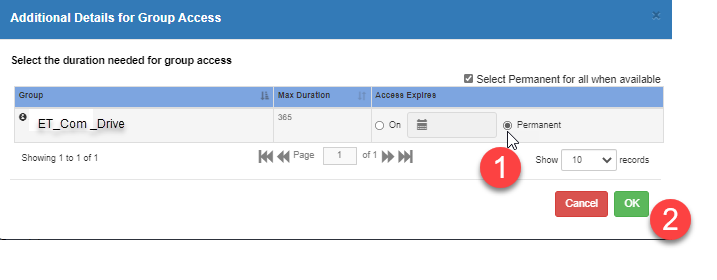 Additional Details for Group Access ×
Select the duration needed for group access
Select Permanent for all when available
Group Max Duration Access Expires
ET_Com _Drive 365 On Permanent
Showing 1 to 1 of 1 Page 1 of 1 Show 10 records
1
Cancel OK
2